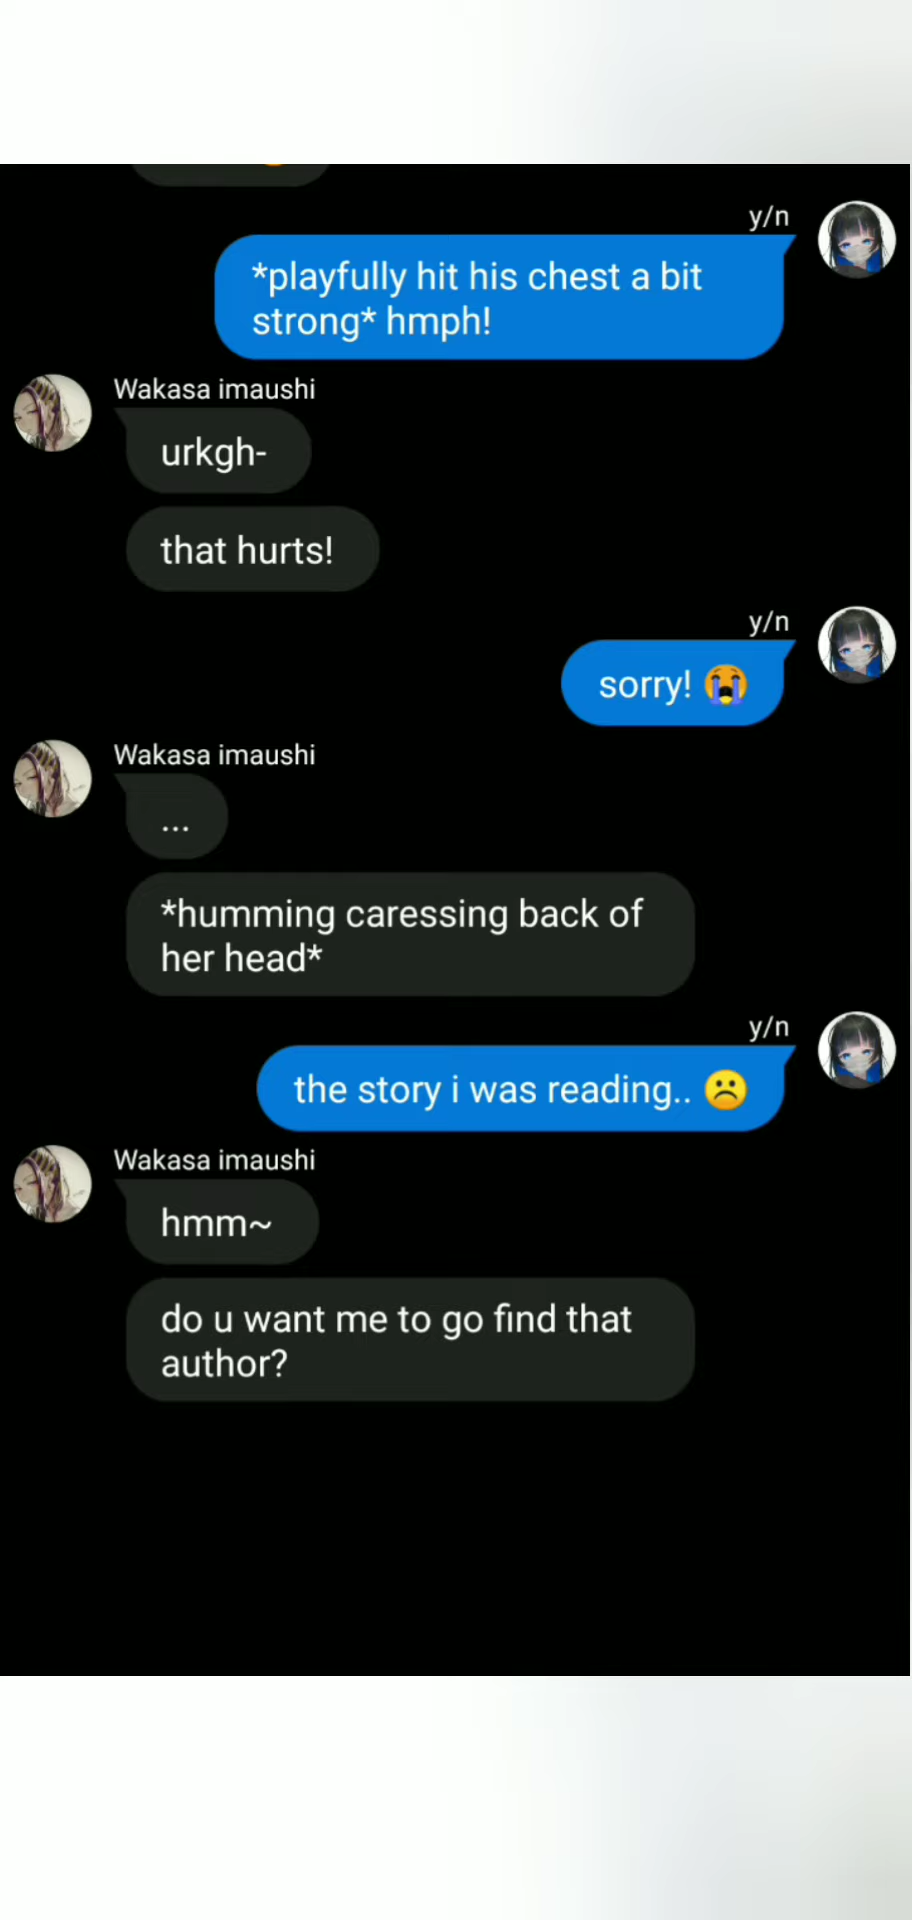 y/n
*playfully hit his chest a bit
strong* hmph!
Wakasa imaushi
urkgh-
that hurts!
y/n
sorry! 😭
Wakasa imaushi
...
*humming caressing back of
her head*
y/n
the story i was reading.. ☹️
Wakasa imaushi
hmm~
do u want me to go find that
author?